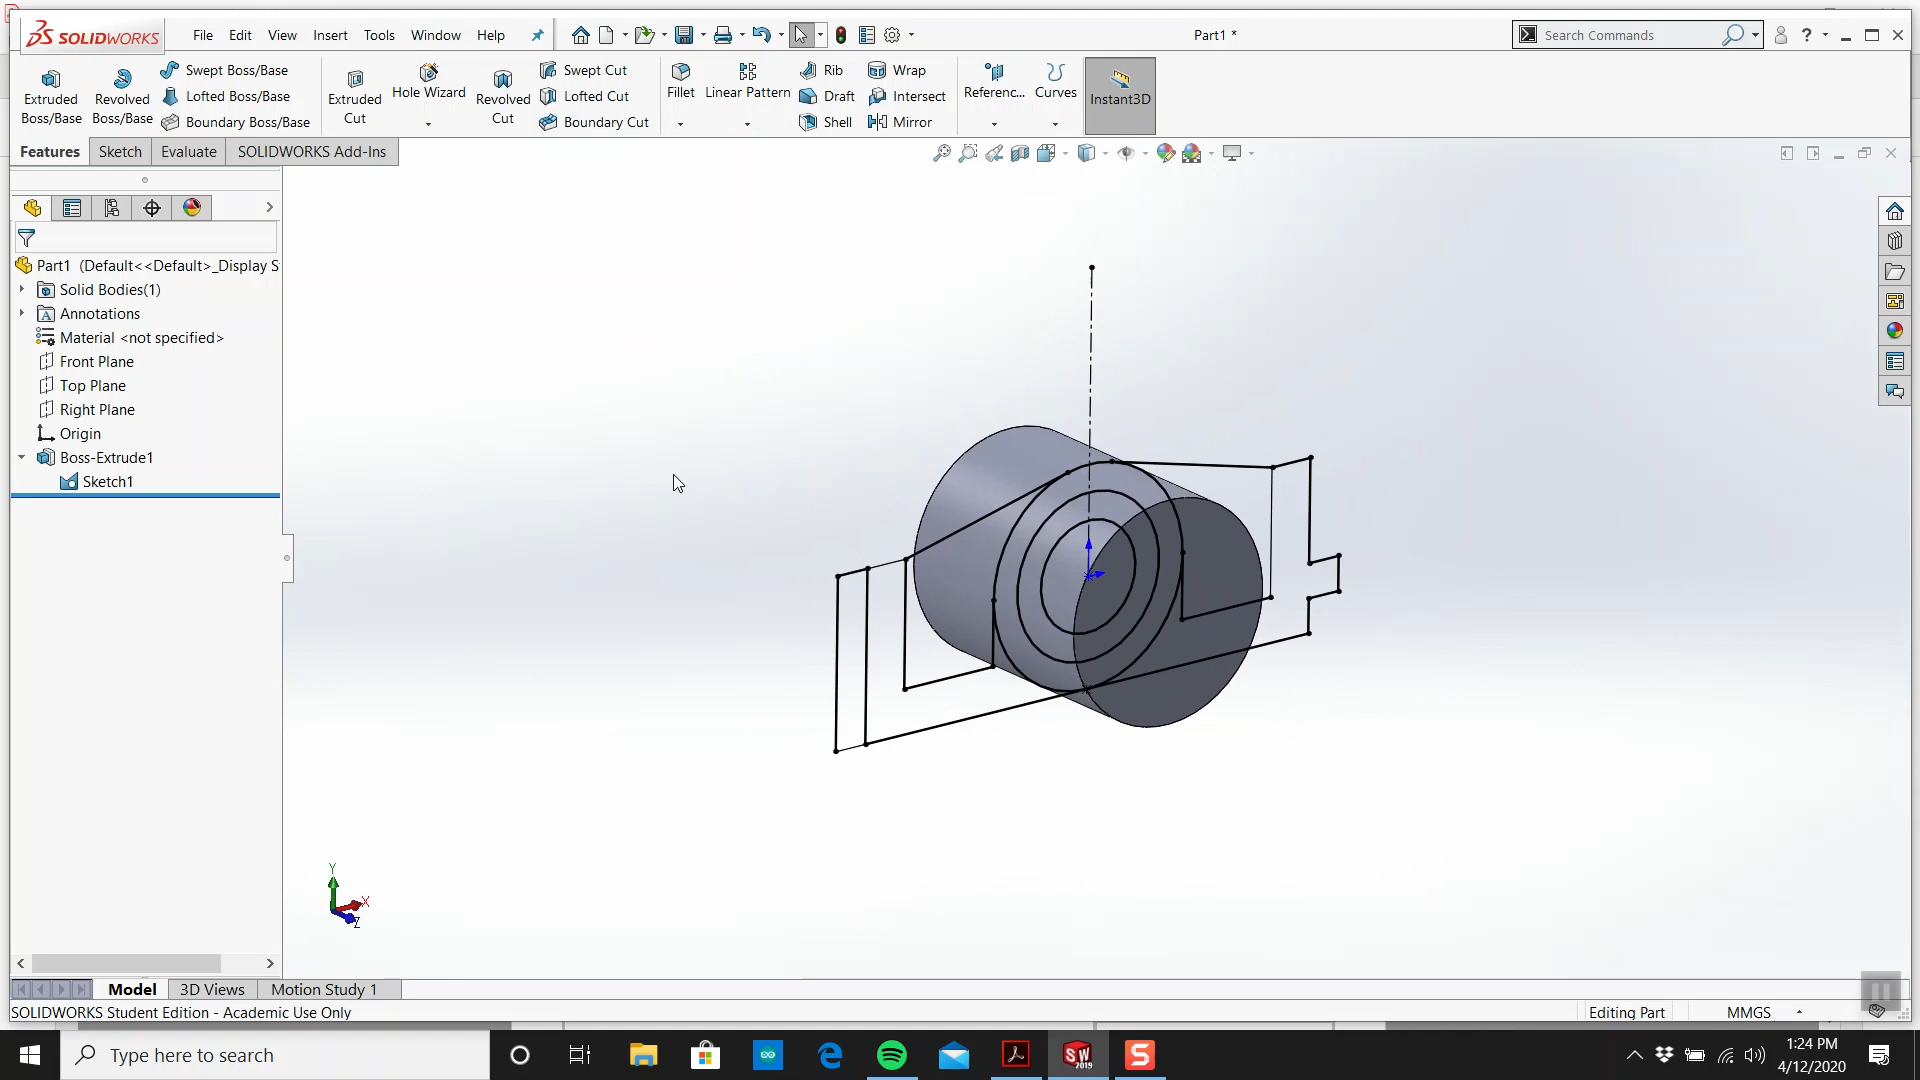 SOLIDWORKS File Edit View Insert Tools Window Help Part1 * Search Commands ?
Extruded Boss/Base
Revolved Boss/Base
Swept Boss/Base
Lofted Boss/Base
Boundary Boss/Base
Extruded Cut
Hole Wizard
Revolved Cut
Swept Cut
Lofted Cut
Boundary Cut
Fillet
Linear Pattern
Rib
Draft
Shell
Wrap
Intersect
Mirror
Referenc...
Curves
Instant3D
Features Sketch Evaluate SOLIDWORKS Add-Ins
Part1 (Default<<Default>_Display S
Solid Bodies(1)
Annotations
Material <not specified>
Front Plane
Top Plane
Right Plane
Origin
Boss-Extrude1
Sketch1
Y
X
Z
Model 3D Views Motion Study 1
SOLIDWORKS Student Edition - Academic Use Only Editing Part MMGS
Type here to search
SW
2019
S
1:24 PM
4/12/2020